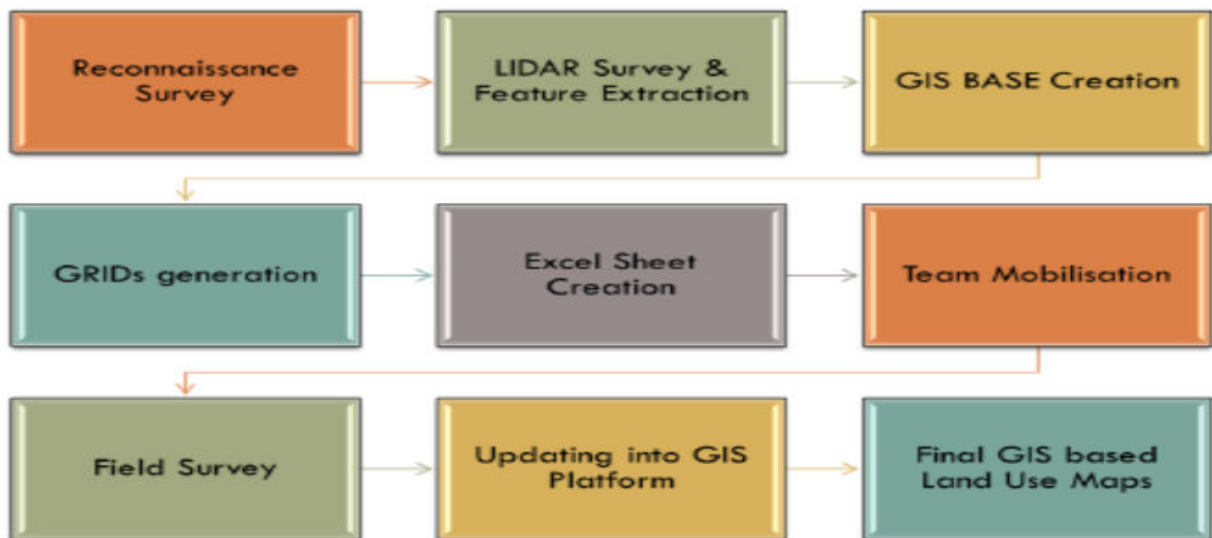 Reconnaissance
Survey
LIDAR Survey &
Feature Extraction
GIS BASE Creation
GRIDs generation
Excel Sheet
Creation
Team Mobilisation
Field Survey
Updating into GIS
Platform
Final GIS based
Land Use Maps